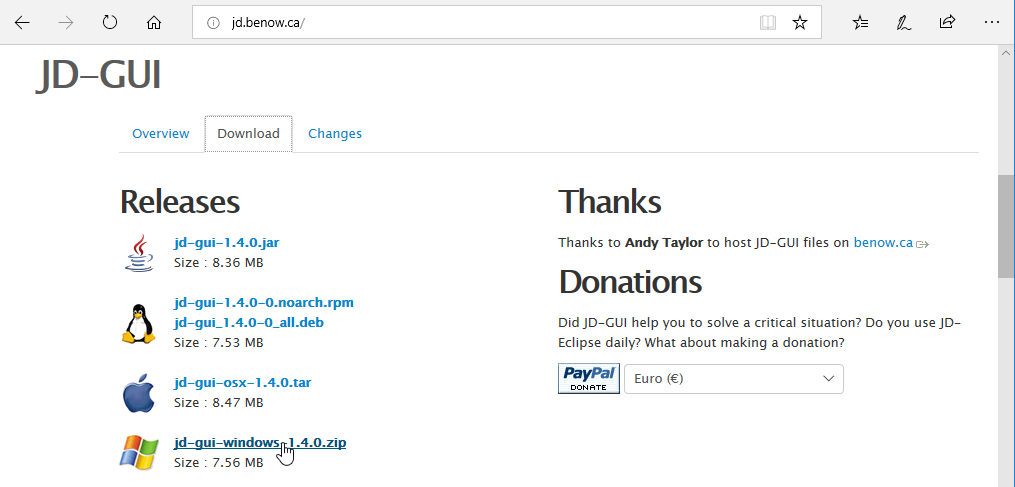 jd.benow.ca/
JD-GUI
Overview
Download
Changes
Releases
jd-gui-1.4.0.jar
Size : 8.36 MB
jd-gui-1.4.0-0.noarch.rpm
jd-gui_1.4.0-0_all.deb
Size : 7.53 MB
jd-gui-osx-1.4.0.tar
Size : 8.47 MB
jd-gui-windows-1.4.0.zip
Size : 7.56 MB
Thanks
Thanks to Andy Taylor to host JD-GUI files on benow.ca
Donations
Did JD-GUI help you to solve a critical situation? Do you use JD-
Eclipse daily? What about making a donation?
PayPal
DONATE
Euro (€)